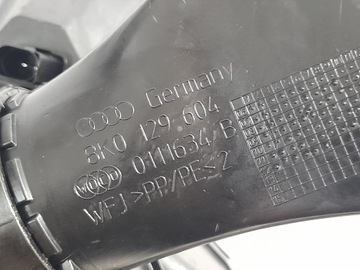 Germany
8K0 129 604
0111634/B
WFJ >PP/PE< 2